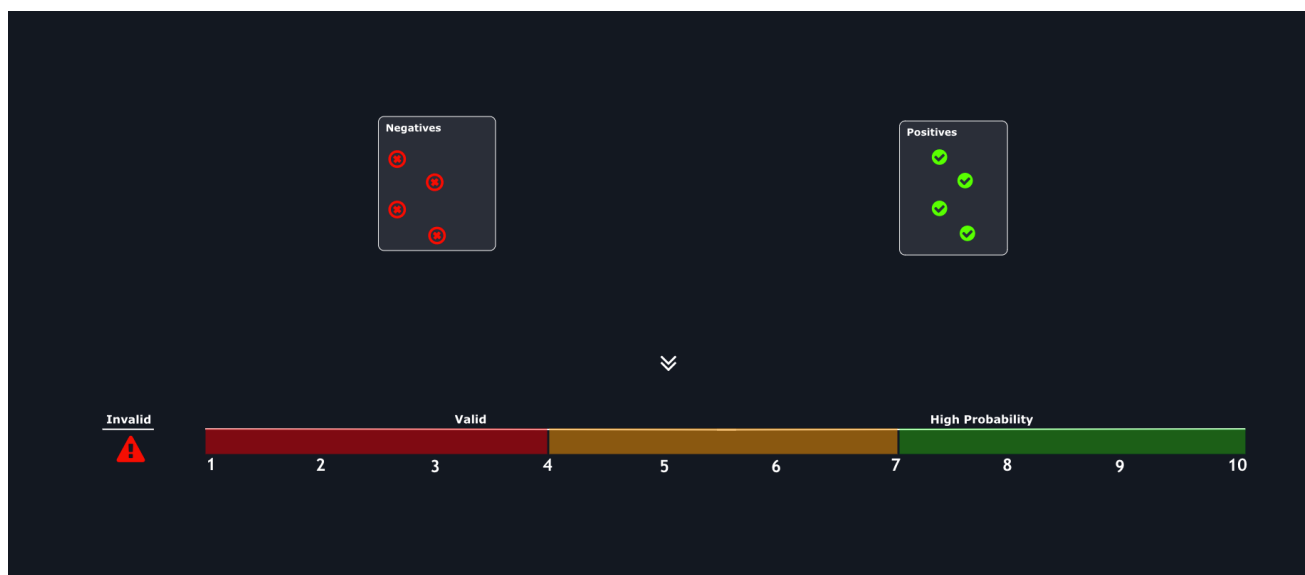 Negatives
Positives
Invalid
Valid
High Probability
1 2 3 4 5 6 7 8 9 10